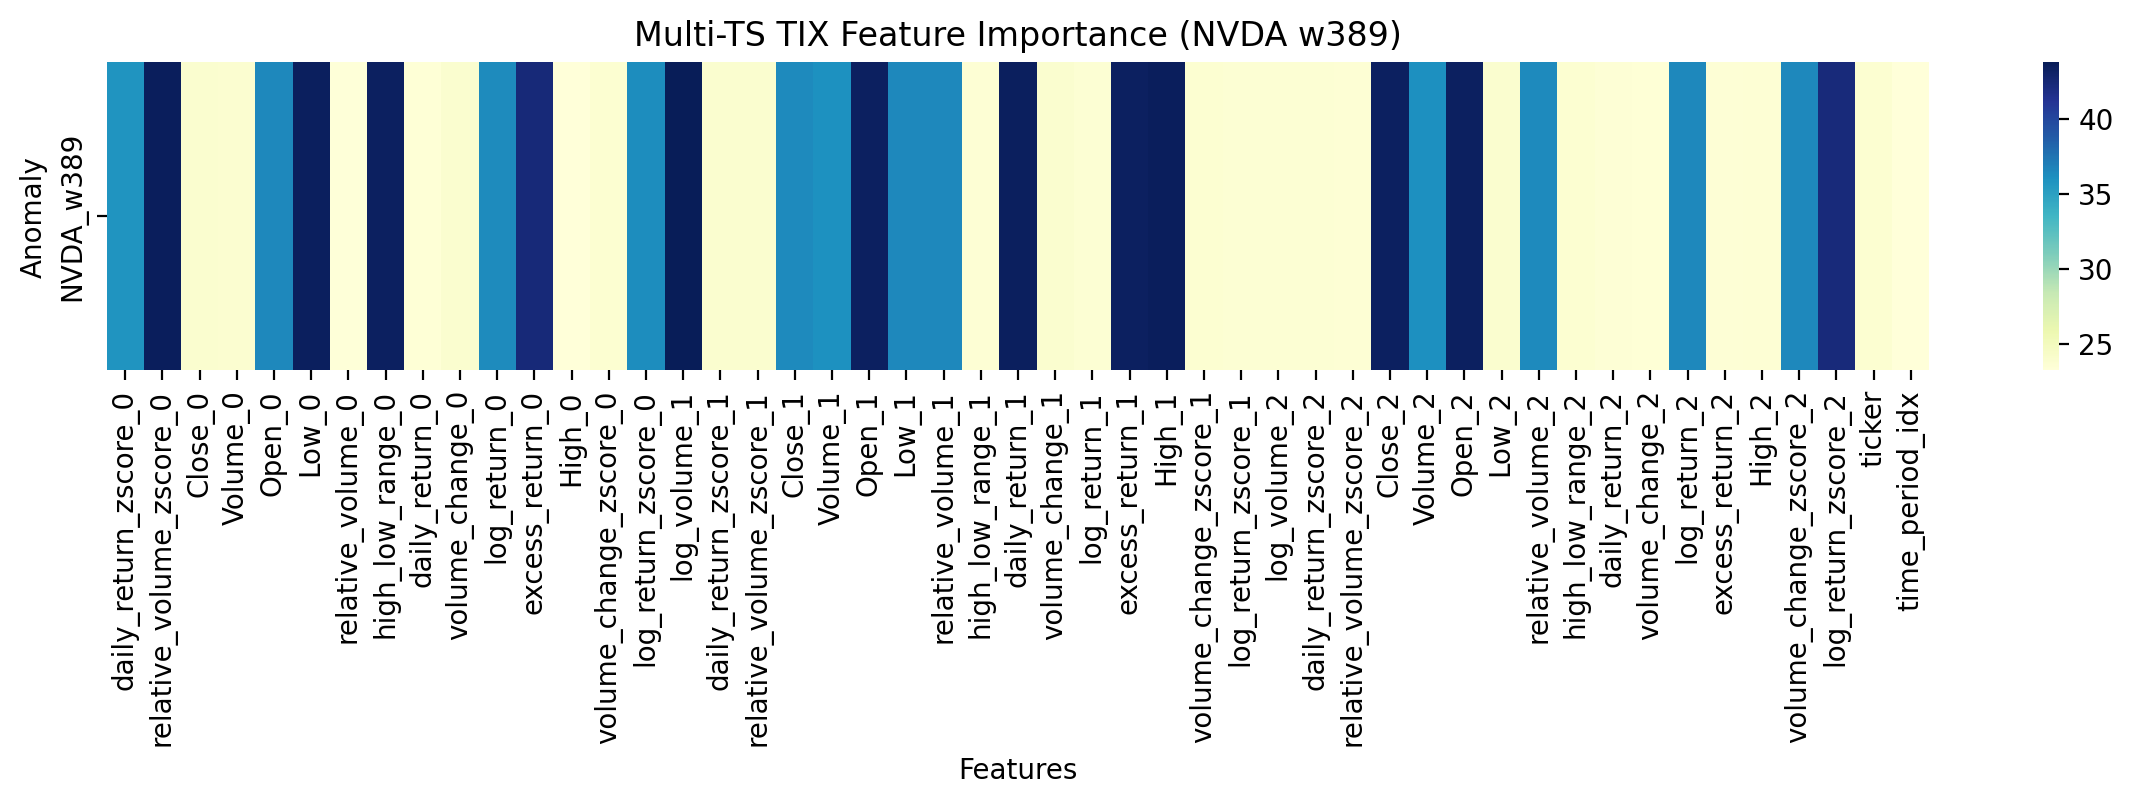 Multi-TS TIX Feature Importance (NVDA w389)
Anomaly
NVDA_w389
40
35
30
25
daily_return_zscore_0
relative_volume_zscore_0
Close_0
Volume_0
Open_0
Low_0
relative_volume_0
high_low_range_0
daily_return_0
volume_change_0
log_return_0
excess_return_0
High_0
volume_change_zscore_0
log_return_zscore_0
log_volume_1
daily_return_zscore_1
relative_volume_zscore_1
Close_1
Volume_1
Open_1
Low_1
relative_volume_1
high_low_range_1
daily_return_1
volume_change_1
log_return_1
excess_return_1
High_1
volume_change_zscore_1
log_return_zscore_1
log_volume_2
daily_return_zscore_2
relative_volume_zscore_2
Close_2
Volume_2
Open_2
Low_2
relative_volume_2
high_low_range_2
daily_return_2
volume_change_2
log_return_2
excess_return_2
High_2
volume_change_zscore_2
log_return_zscore_2
ticker
time_period_idx
Features